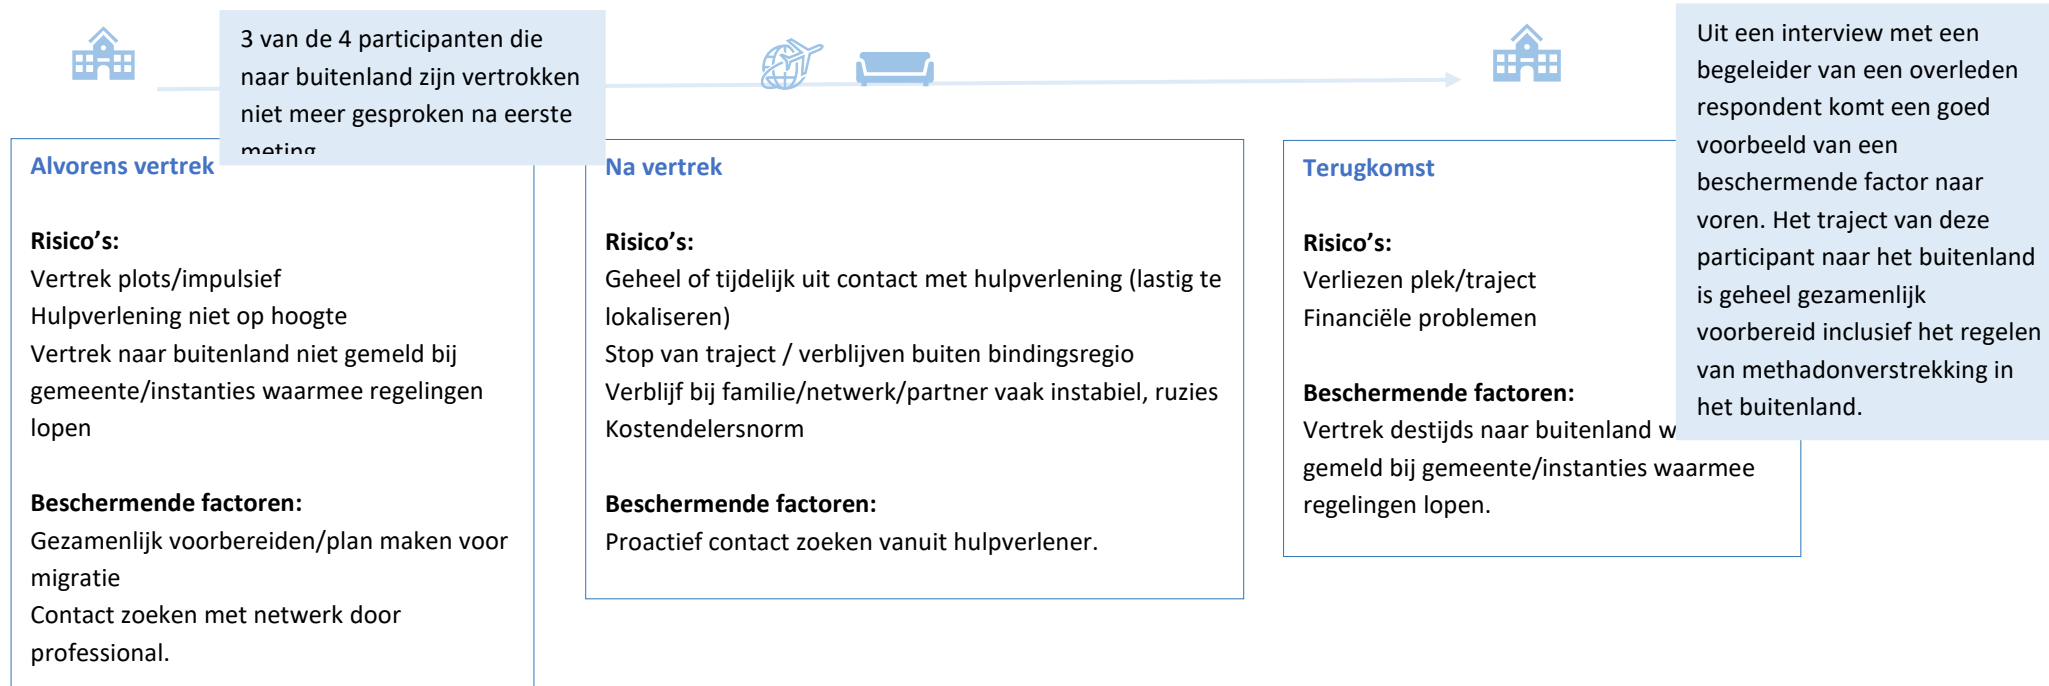 3 van de 4 participanten die
naar buitenland zijn vertrokken
niet meer gesproken na eerste
meting
Uit een interview met een
begeleider van een overleden
respondent komt een goed
voorbeeld van een
beschermende factor naar
voren. Het traject van deze
participant naar het buitenland
is geheel gezamenlijk
voorbereid inclusief het regelen
van methadonverstrekking in
het buitenland.
Alvorens vertrek
Risico’s:
Vertrek plots/impulsief
Hulpverlening niet op hoogte
Vertrek naar buitenland niet gemeld bij
gemeente/instanties waarmee regelingen
lopen
Beschermende factoren:
Gezamenlijk voorbereiden/plan maken voor
migratie
Contact zoeken met netwerk door
professional.
Na vertrek
Risico’s:
Geheel of tijdelijk uit contact met hulpverlening (lastig te
lokaliseren)
Stop van traject / verblijven buiten bindingsregio
Verblijf bij familie/netwerk/partner vaak instabiel, ruzies
Kostendelersnorm
Beschermende factoren:
Proactief contact zoeken vanuit hulpverlener.
Terugkomst
Risico’s:
Verliezen plek/traject
Financiële problemen
Beschermende factoren:
Vertrek destijds naar buitenland
gemeld bij gemeente/instanties waarmee
regelingen lopen.